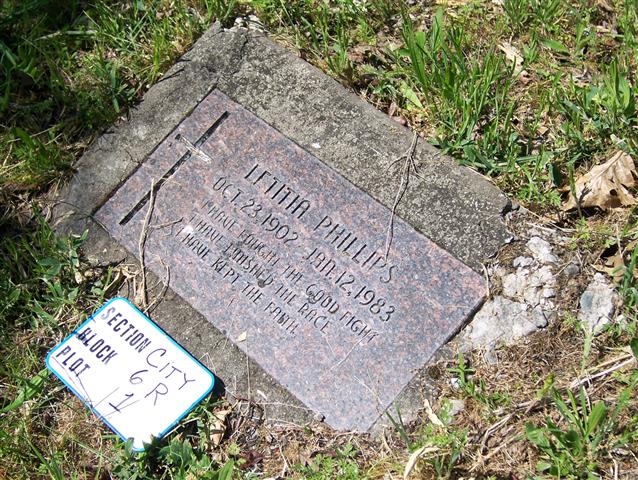 LETITIA PHILLIPS
OCT. 23, 1902 JAN. 12, 1983
I HAVE FOUGHT THE GOOD FIGHT
I HAVE FINISHED THE RACE
I HAVE KEPT THE FAITH
SECTION CITY
BLOCK 6R
PLOT 1